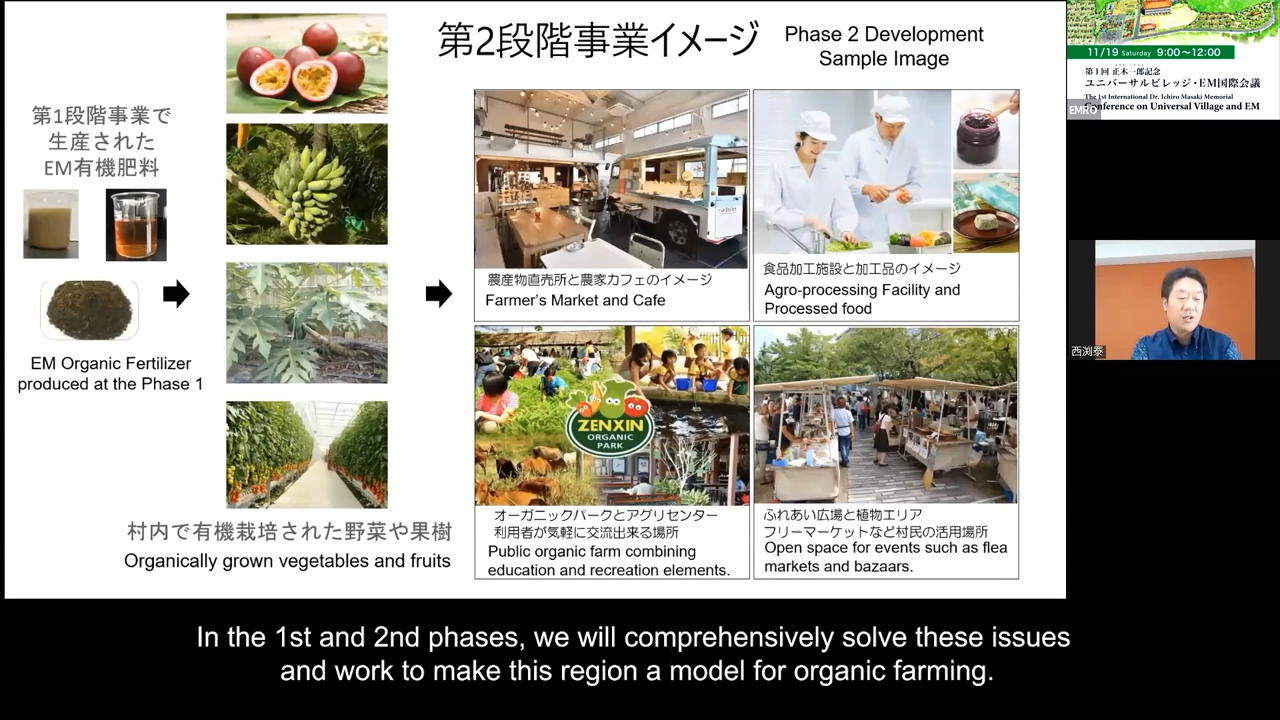 第2段階事業イメージ
Phase 2 Development
Sample Image
第1段階事業で
生産された
EM有機肥料
EM Organic Fertilizer
produced at the Phase 1
村内で有機栽培された野菜や果樹
Organically grown vegetables and fruits
農産物直売所と農家カフェのイメージ
Farmer's Market and Cafe
食品加工施設と加工品のイメージ
Agro-processing Facility and
Processed food
ZENXIN
ORGANIC
PARK
オーガニックパークとアグリセンター
利用者が気軽に交流出来る場所
Public organic farm combining
education and recreation elements.
ふれあい広場と植物エリア
フリーマーケットなど村民の活用場所
Open space for events such as flea
markets and bazaars.
11/19 Saturday 9:00～12:00
第1回 正木一郎記念
ユニバーサルビレッジ・EM国際会議
The 1st International Dr. Ichiro Masaki Memorial
Conference on Universal Village and EM
EMRO
西渕泰
In the 1st and 2nd phases, we will comprehensively solve these issues
and work to make this region a model for organic farming.